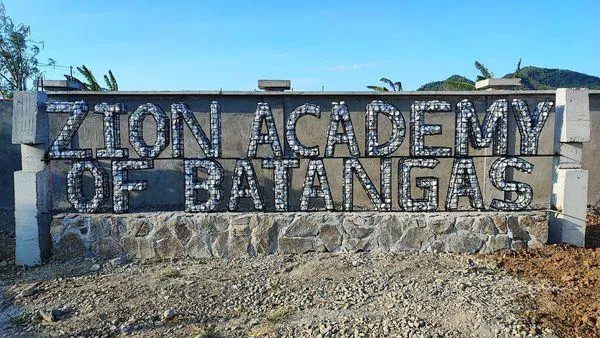 ZION ACADEMY
OF BATANGAS